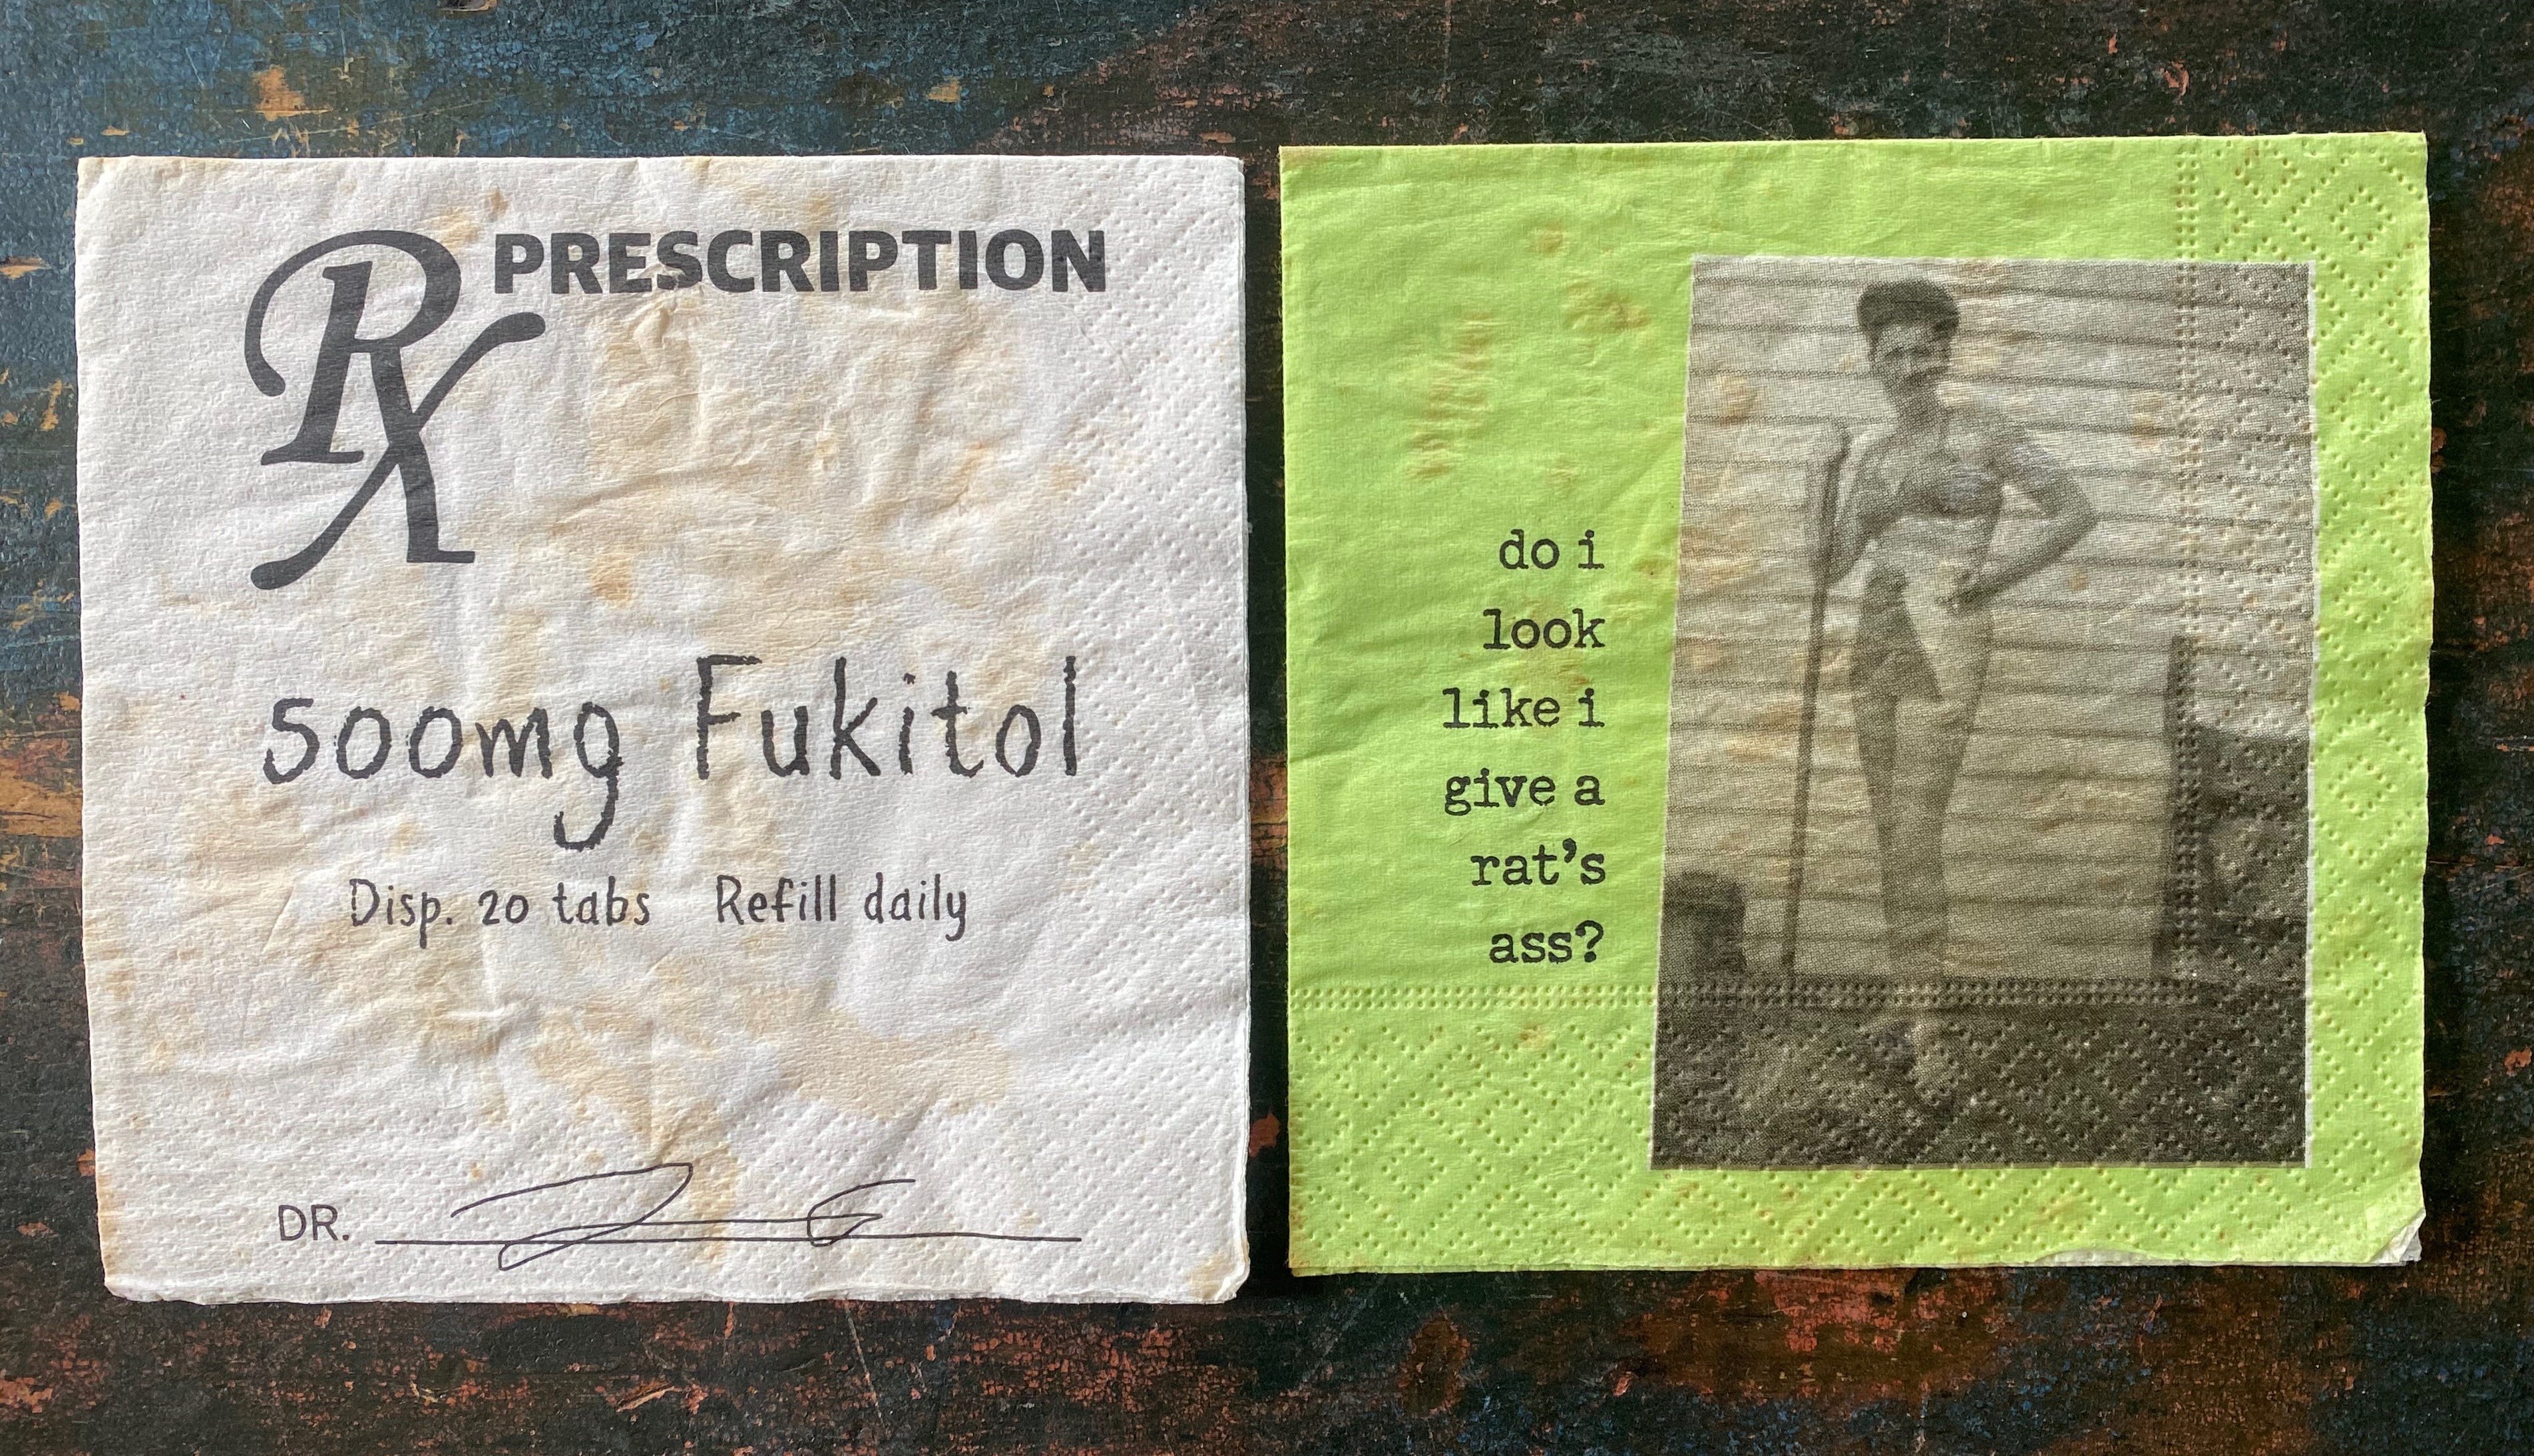 Rx PRESCRIPTION
500mg Fukitol
Disp. 20 tabs Refill daily
DR.
do i
look
like i
give a
rat's
ass?